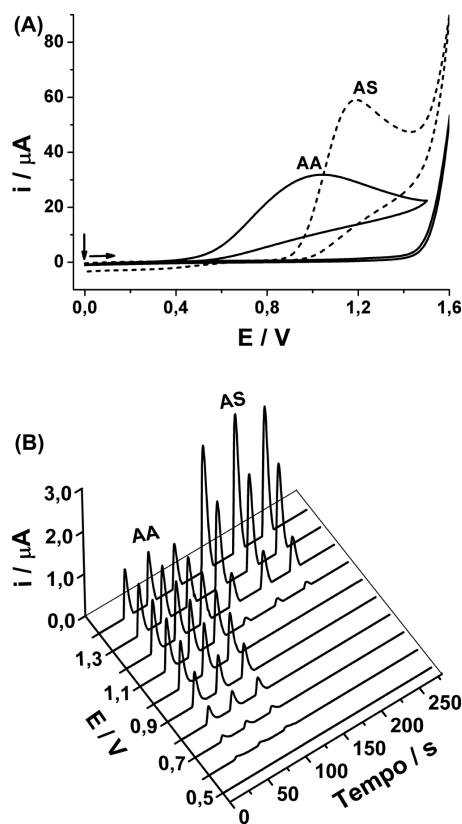 (A)
80
60
40
20
0
i / μA
AS
AA
0,0 0,4 0,8 1,2 1,6
E / V
(B)
AS
AA
3,0
2,0
1,0
0,0
i / μA
1,3
1,1
0,9
0,7
0,5
E / V
0 50 100 150 200 250
Tempo / s